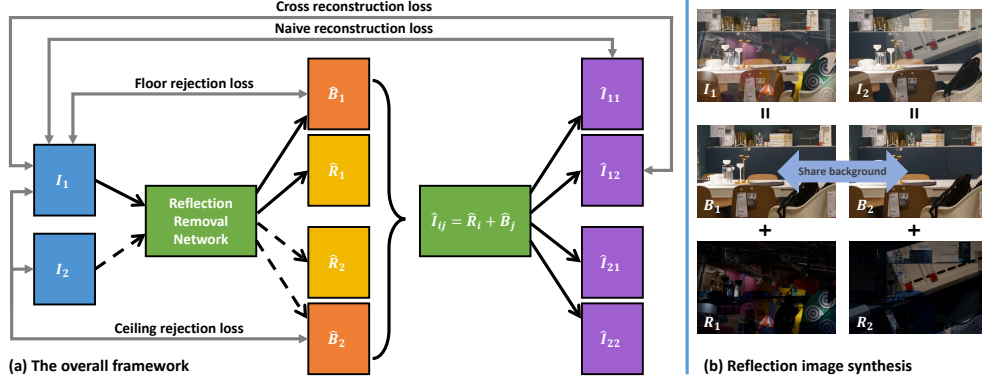 Cross reconstruction loss
Naive reconstruction loss
Floor rejection loss
I₁
I₂
Reflection
Removal
Network
B̂₁
R̂₁
R̂₂
B̂₂
Îᵢⱼ = R̂ᵢ + B̂ⱼ
Î₁₁
Î₁₂
Î₂₁
Î₂₂
Ceiling rejection loss
(a) The overall framework
I₁
I₂
=
=
Share background
B₁
B₂
+
+
R₁
R₂
(b) Reflection image synthesis